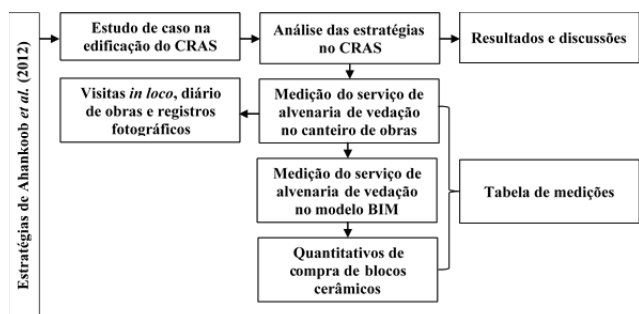 Estratégias de Ahankoob et al. (2012)
Estudo de caso na
edificação do CRAS
Análise das estratégias
no CRAS
Resultados e discussões
Visitas in loco, diário
de obras e registros
fotográficos
Medição do serviço de
alvenaria de vedação
no canteiro de obras
Medição do serviço de
alvenaria de vedação
no modelo BIM
Tabela de medições
Quantitativos de
compra de blocos
cerâmicos